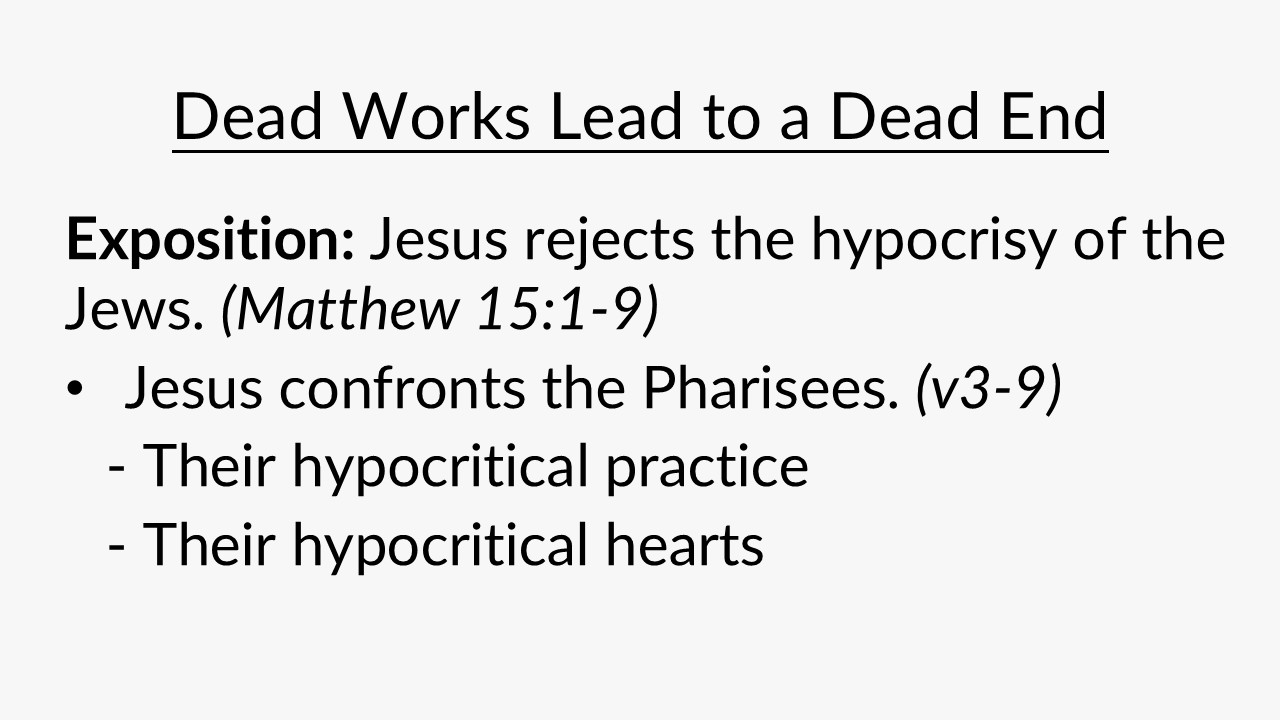 Dead Works Lead to a Dead End
Exposition: Jesus rejects the hypocrisy of the
Jews. (Matthew 15:1-9)
• Jesus confronts the Pharisees. (v3-9)
- Their hypocritical practice
- Their hypocritical hearts